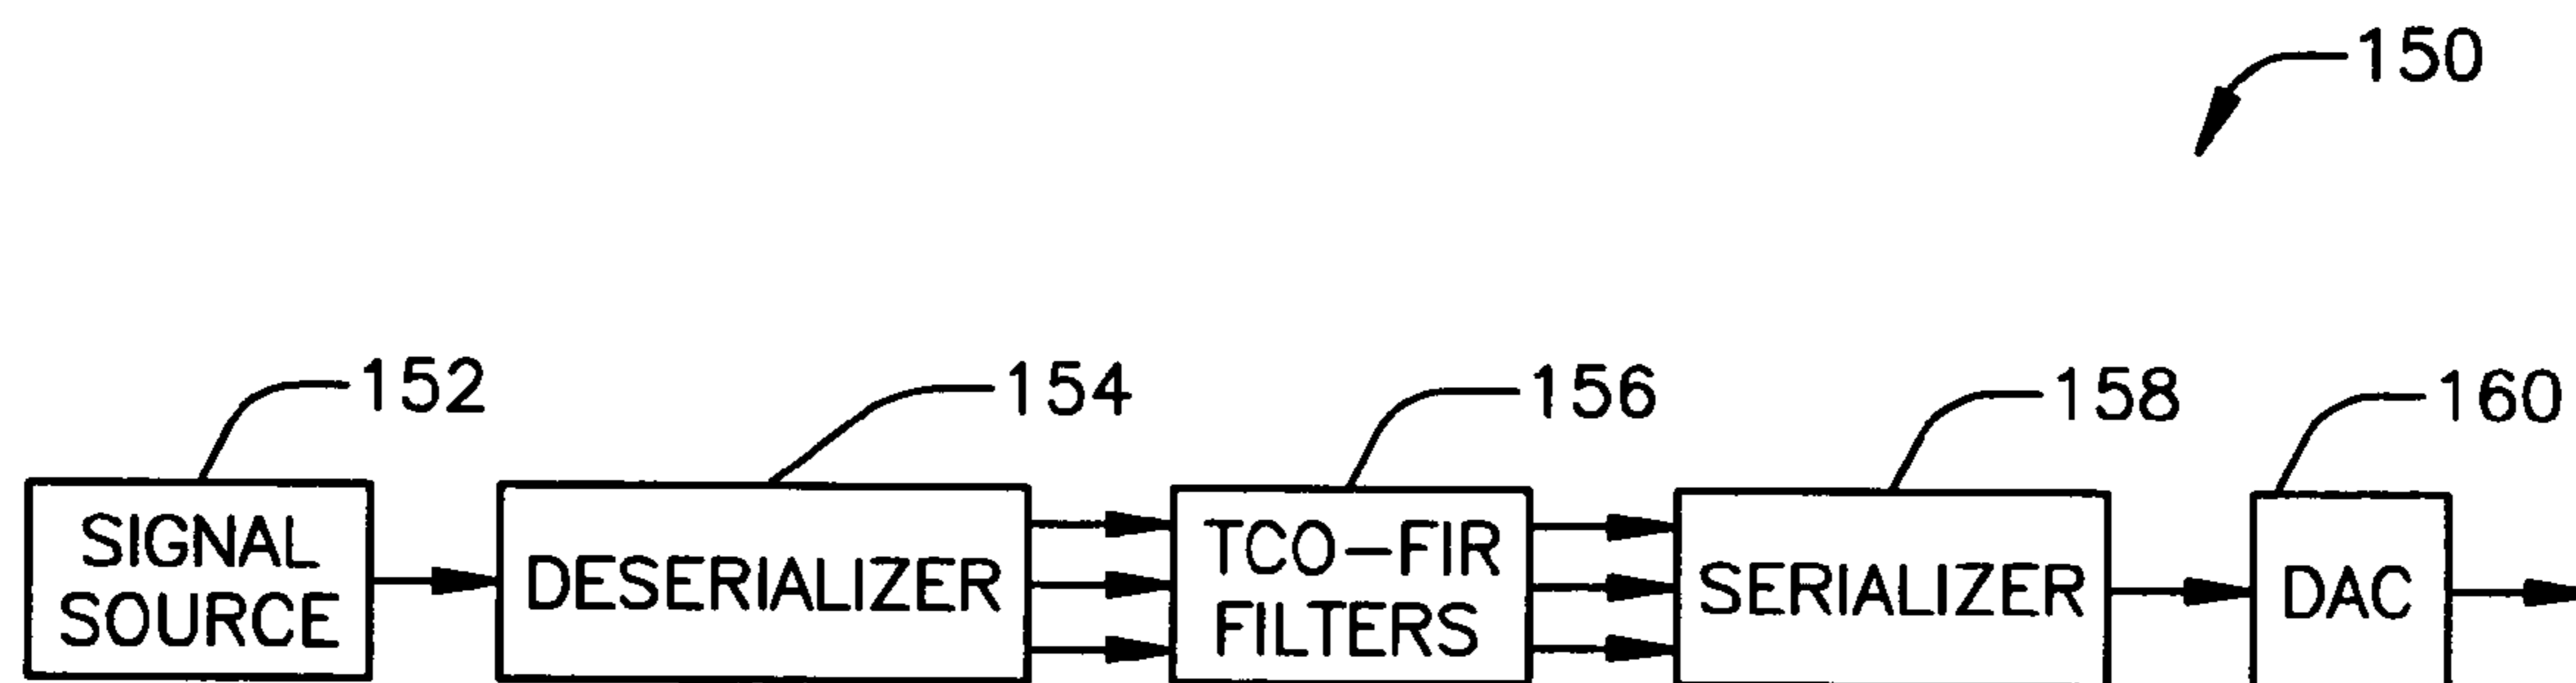 150
152
154
156
158
160
SIGNAL
SOURCE
DESERIALIZER
TCO-FIR
FILTERS
SERIALIZER
DAC